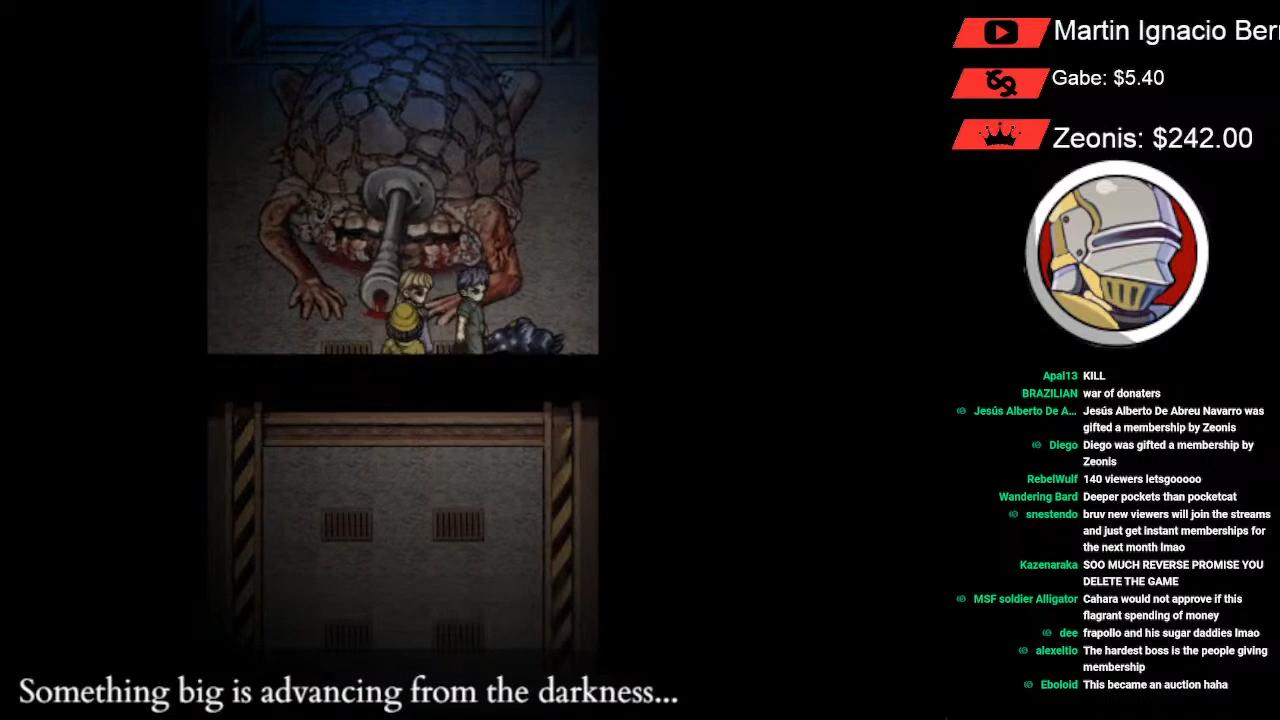 Martin Ignacio Ber
Gabe: $5.40
Zeonis: $242.00
Apal13 KILL
BRAZILIAN war of donaters
Jesús Alberto De A... Jesús Alberto De Abreu Navarro was
gifted a membership by Zeonis
Diego Diego was gifted a membership by
Zeonis
RebelWulf 140 viewers letsgooooo
Wandering Bard Deeper pockets than pocketcat
snestendo bruv new viewers will join the streams
and just get instant memberships for
the next month lmao
Kazenaraka SOO MUCH REVERSE PROMISE YOU
DELETE THE GAME
MSF soldier Alligator Cahara would not approve if this
flagrant spending of money
dee frapollo and his sugar daddies lmao
alexeltio The hardest boss is the people giving
membership
Eboloid This became an auction haha
Something big is advancing from the darkness...